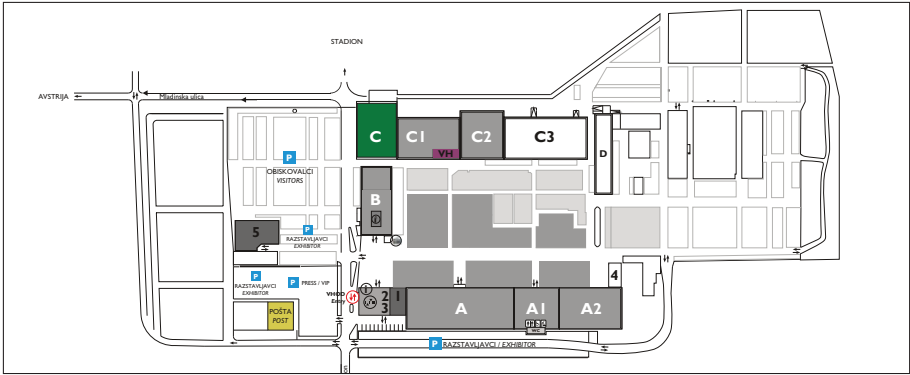 STADION
AVSTRIJA
Mladinska ulica
C
C1
C2
C3
VH
D
P
OBISKOVALCI
VISITORS
B
5
P
RAZSTAVLJAVCI
EXHIBITOR
P
RAZSTAVLJAVCI
EXHIBITOR
P PRESS / VIP
4
VHOD
Entry
i
2
3
1
A
A1
A2
WC
POŠTA
POST
P RAZSTAVLJAVCI / EXHIBITOR